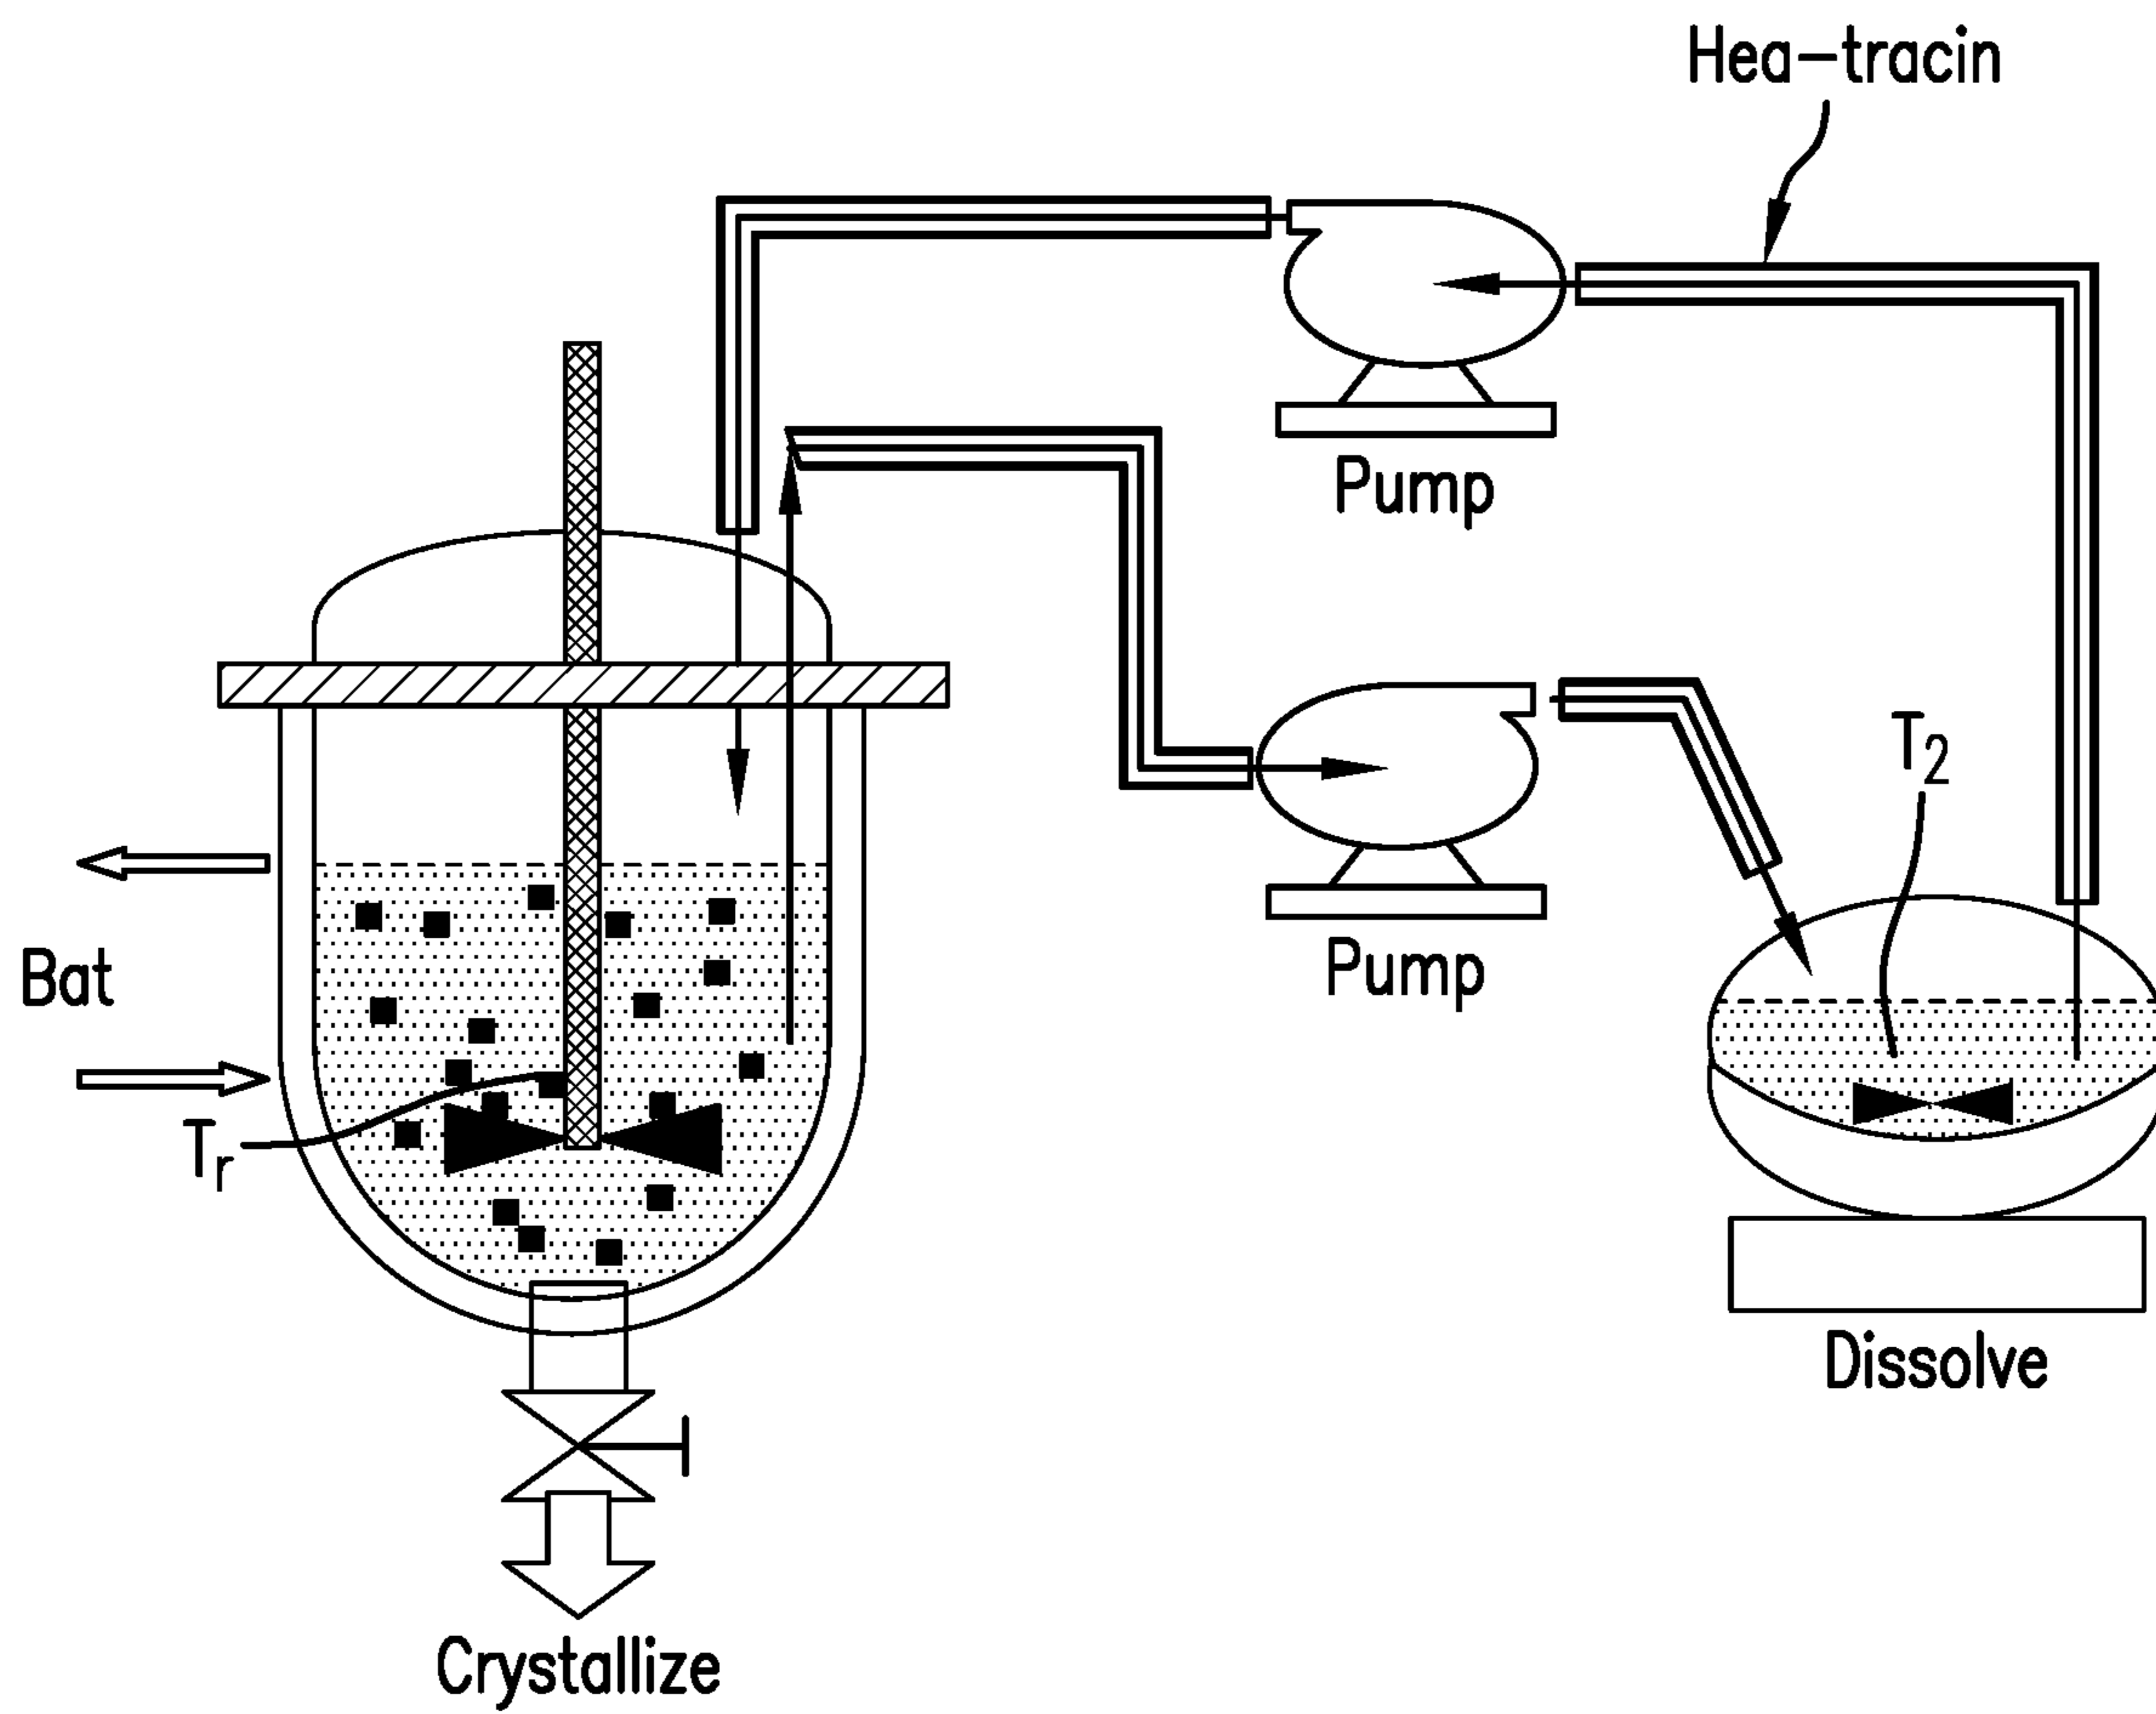 Hea-tracin
Pump
T2
Pump
Bat
Tr
Dissolve
Crystallize